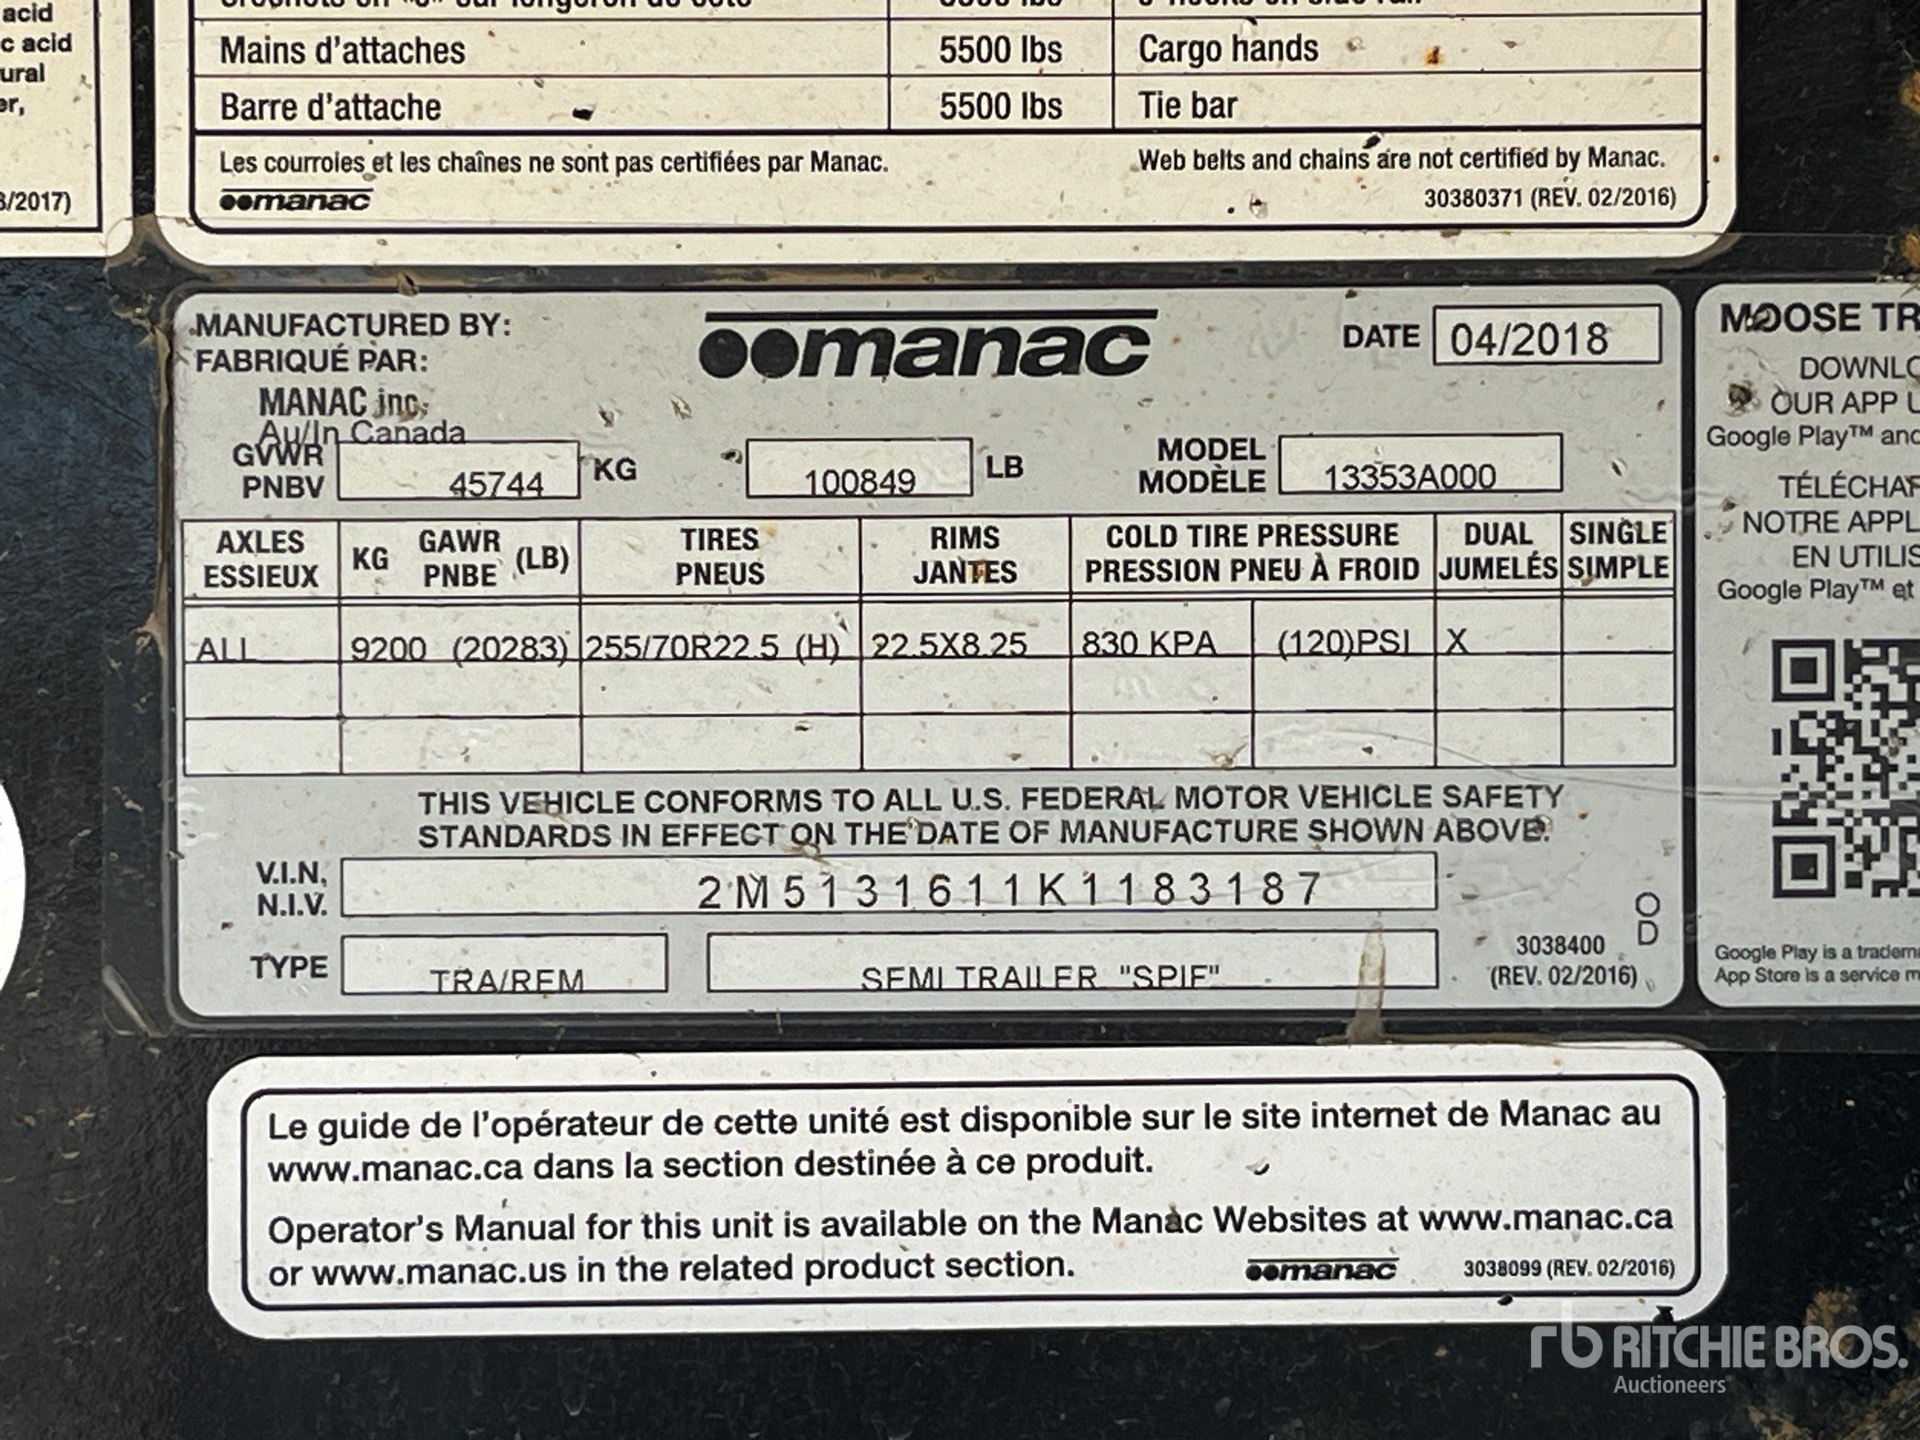 acid
c acid
ural
er,
/2017)
Mains d'attaches 5500 lbs Cargo hands
Barre d'attache 5500 lbs Tie bar
Les courroies et les chaînes ne sont pas certifiées par Manac. Web belts and chains are not certified by Manac.
manac 30380371 (REV. 02/2016)
MANUFACTURED BY:
FABRIQUÉ PAR:
manac
DATE 04/2018
MANAC inc.
Au/In Canada
GVWR
PNBV
45744 KG 100849 LB
MODEL
MODÈLE
13353A000
AXLES
ESSIEUX
KG GAWR
PNBE (LB)
TIRES
PNEUS
RIMS
JANTES
COLD TIRE PRESSURE
PRESSION PNEU À FROID
DUAL
JUMELÉS
SINGLE
SIMPLE
ALL 9200 (20283) 255/70R22.5 (H) 22.5X8.25 830 KPA (120)PSI X
THIS VEHICLE CONFORMS TO ALL U.S. FEDERAL MOTOR VEHICLE SAFETY
STANDARDS IN EFFECT ON THE DATE OF MANUFACTURE SHOWN ABOVE.
V.I.N.
N.I.V.
2M5131611K1183187
TYPE TRA/REM SEMI TRAILER "SPIF"
3038400
(REV. 02/2016)
OD
MOOSE TR
DOWNLO
OUR APP U
Google Play™ and
TÉLÉCHAR
NOTRE APPL
EN UTILIS
Google Play™ et
Google Play is a tradem
App Store is a service m
Le guide de l'opérateur de cette unité est disponible sur le site internet de Manac au
www.manac.ca dans la section destinée à ce produit.
Operator's Manual for this unit is available on the Manac Websites at www.manac.ca
or www.manac.us in the related product section.
manac 3038099 (REV. 02/2016)
rb RITCHIE BROS.
Auctioneers